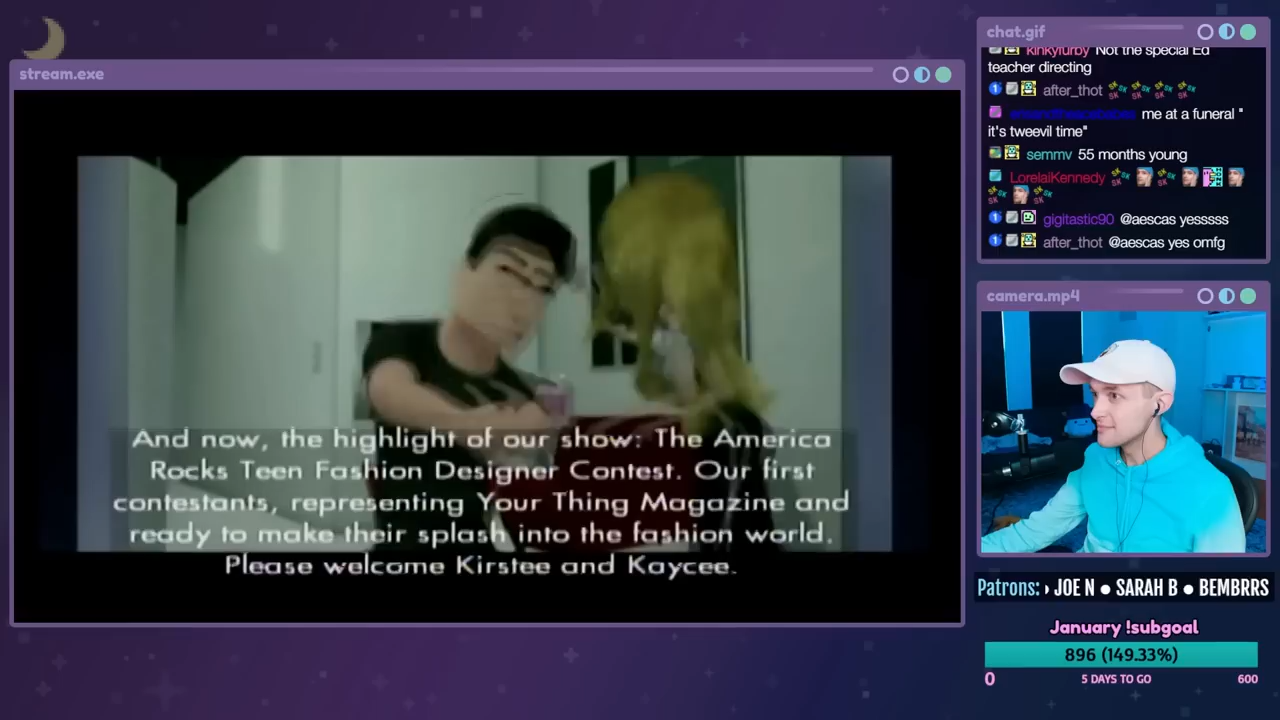 stream.exe
And now, the highlight of our show: The America
Rocks Teen Fashion Designer Contest. Our first
contestants, representing Your Thing Magazine and
ready to make their splash into the fashion world.
Please welcome Kirstee and Kaycee.
chat.gif
kinkyfurby Not the special Ed
teacher directing
after_thot
me at a funeral "
it's tweevil time"
semmv 55 months young
LorelaiKennedy
gigitastic90 @aescas yesssss
after_thot @aescas yes omfg
camera.mp4
Patrons: JOE N ● SARAH B ● BEMBRRS
January !subgoal
896 (149.33%)
0 5 DAYS TO GO 600